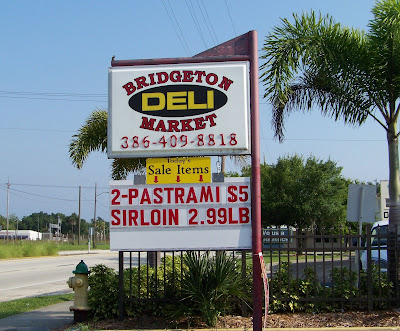 BRIDGETON
DELI
MARKET
386-409-8818
Today's
Sale Items
2-PASTRAMI $5
SIRLOIN 2.99LB